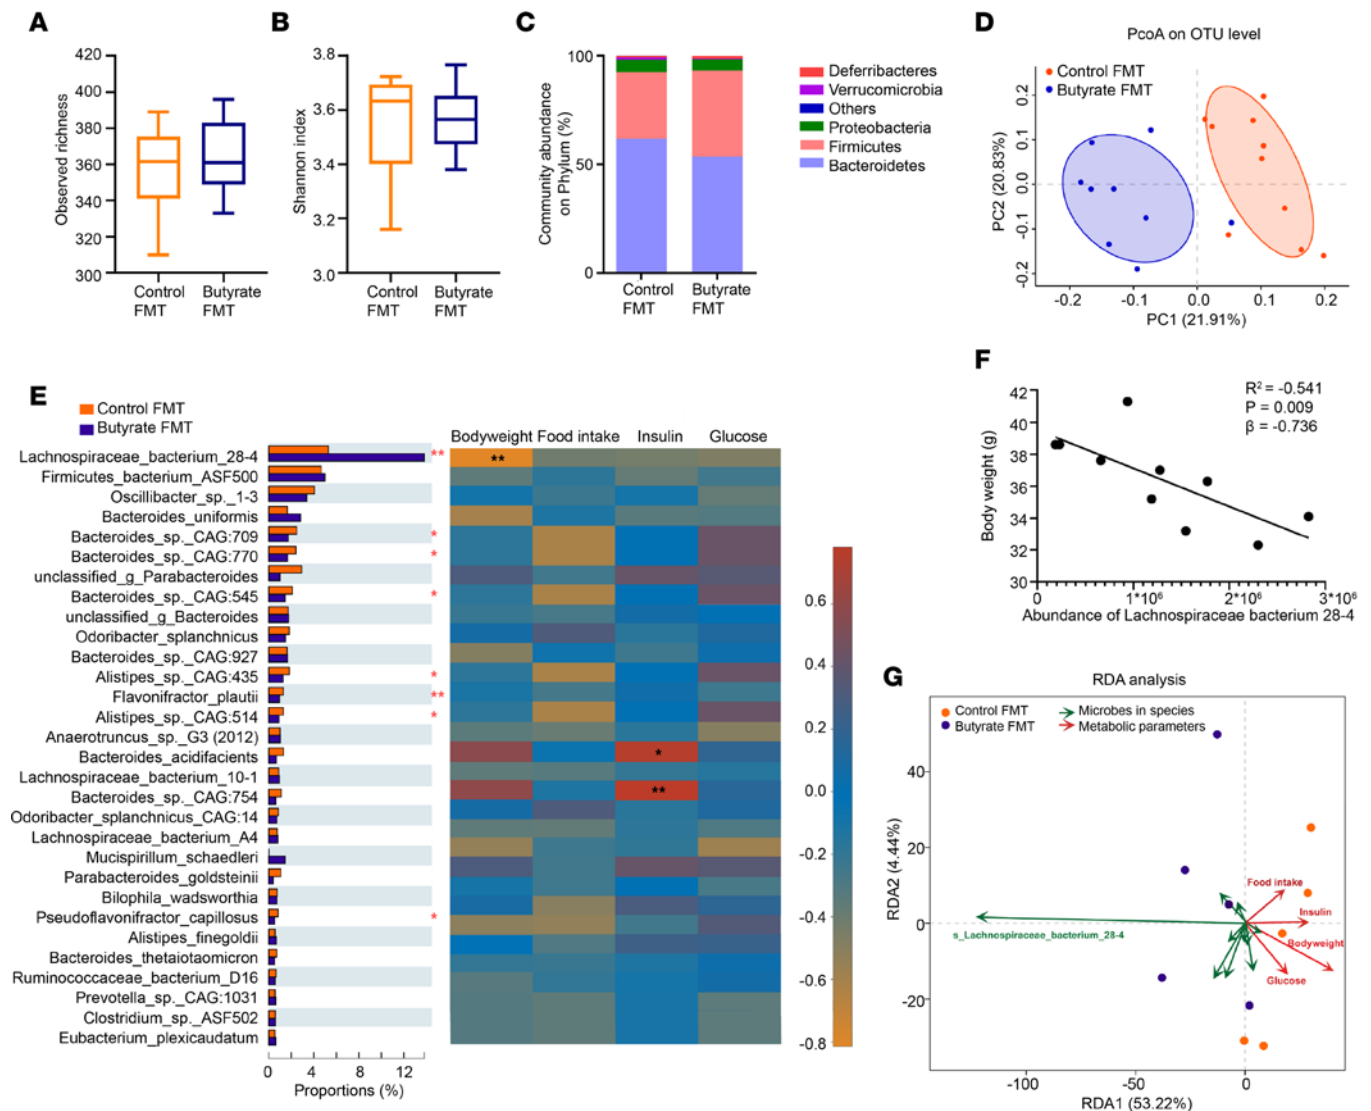 A
Observed richness
420
400
380
360
340
320
300
Control
FMT
Butyrate
FMT
B
Shannon index
3.8
3.6
3.4
3.2
3.0
Control
FMT
Butyrate
FMT
C
Community abundance
on Phylum (%)
100
50
0
Control
FMT
Butyrate
FMT
Deferribacteres
Verrucomicrobia
Others
Proteobacteria
Firmicutes
Bacteroidetes
D
PcoA on OTU level
Control FMT
Butyrate FMT
PC2 (20.83%)
0.2
0.1
0.0
-0.1
-0.2
-0.2
-0.1
0.0
0.1
0.2
PC1 (21.91%)
E
Control FMT
Butyrate FMT
Bodyweight
Food intake
Insulin
Glucose
Lachnospiraceae_bacterium_28-4 ** **
Firmicutes_bacterium_ASF500
Oscillibacter_sp._1-3
Bacteroides_uniformis
Bacteroides_sp._CAG:709 *
Bacteroides_sp._CAG:770 *
unclassified_g_Parabacteroides
Bacteroides_sp._CAG:545 *
unclassified_g_Bacteroides
Odoribacter_splanchnicus
Bacteroides_sp._CAG:927
Alistipes_sp._CAG:435 *
Flavonifractor_plautii **
Alistipes_sp._CAG:514 *
Anaerotruncus_sp._G3 (2012)
Bacteroides_acidifacients *
Lachnospiraceae_bacterium_10-1
Bacteroides_sp._CAG:754 **
Odoribacter_splanchnicus_CAG:14
Lachnospiraceae_bacterium_A4
Mucispirillum_schaedleri
Parabacteroides_goldsteinii
Bilophila_wadsworthia
Pseudoflavonifractor_capillosus *
Alistipes_finegoldii
Bacteroides_thetaiotaomicron
Ruminococcaceae_bacterium_D16
Prevotella_sp._CAG:1031
Clostridium_sp._ASF502
Eubacterium_plexicaudatum
0
4
8
12
Proportions (%)
0.6
0.4
0.2
0.0
-0.2
-0.4
-0.6
-0.8
F
R² = -0.541
P = 0.009
β = -0.736
Body weight (g)
42
40
38
36
34
32
30
0
1*10⁶
2*10⁶
3*10⁶
Abundance of Lachnospiraceae bacterium 28-4
G
RDA analysis
Control FMT
Butyrate FMT
Microbes in species
Metabolic parameters
RDA2 (4.44%)
40
20
0
-20
Food intake
Insulin
Bodyweight
Glucose
s_Lachnospiraceae_bacterium_28-4
-100
-50
0
RDA1 (53.22%)